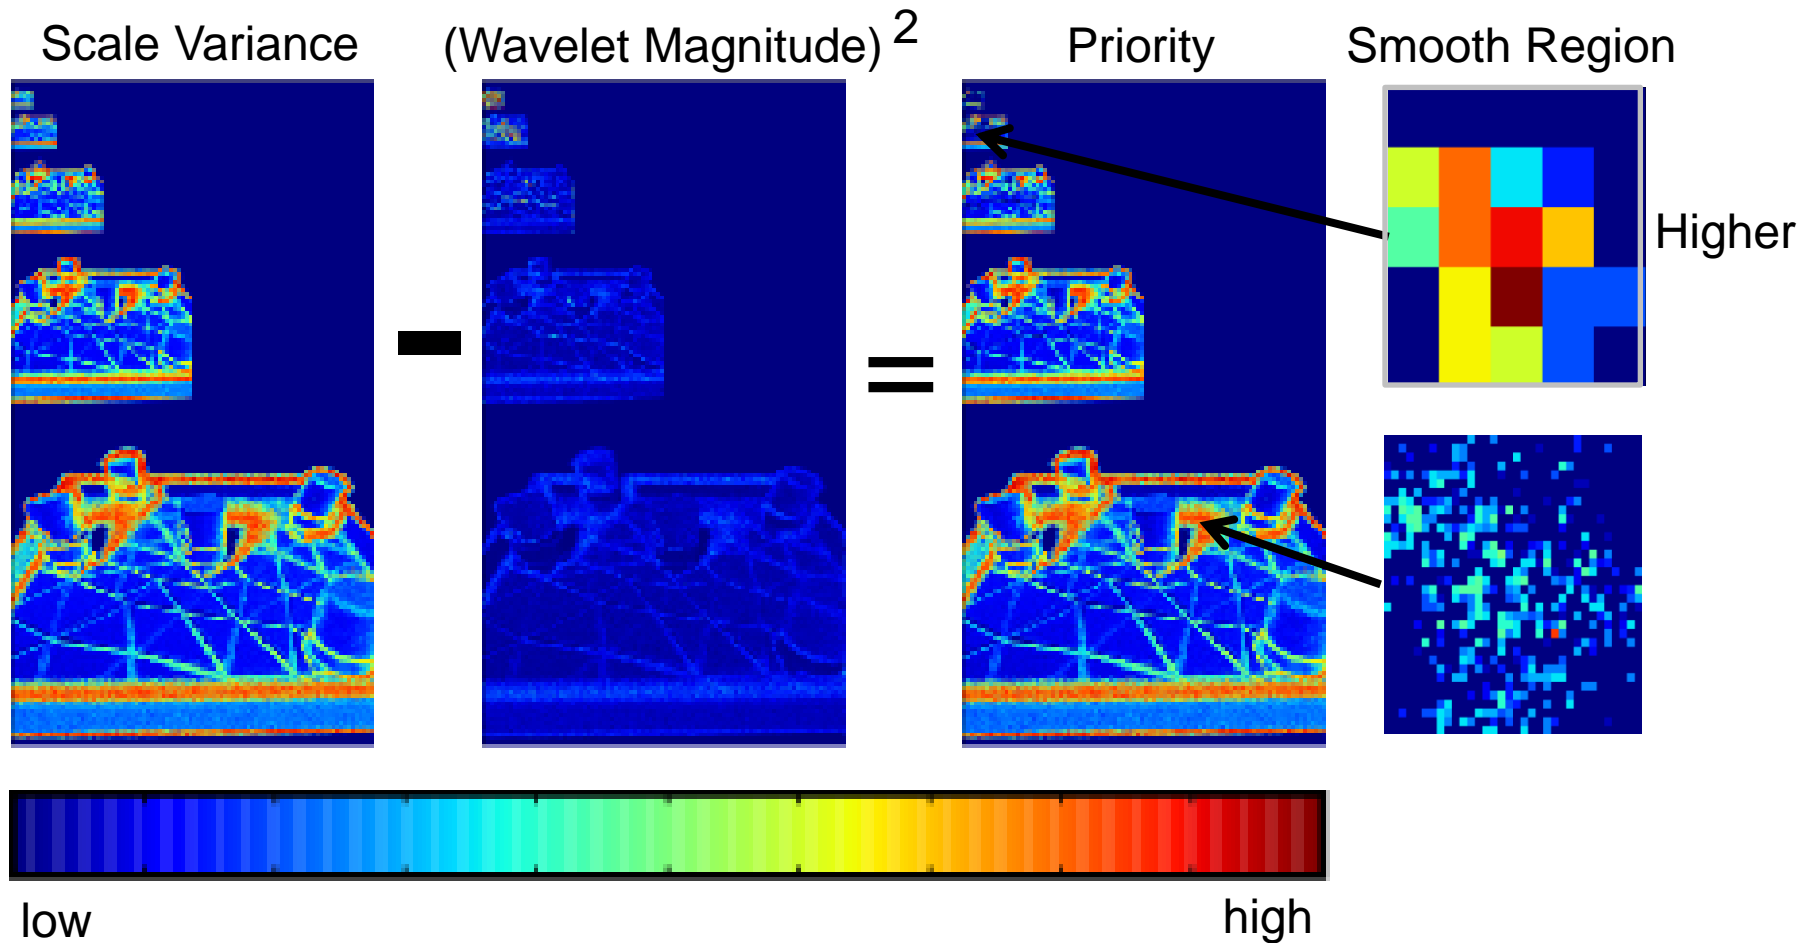 Scale Variance
(Wavelet Magnitude) 2
Priority
Smooth Region
Higher
-
=
low
high